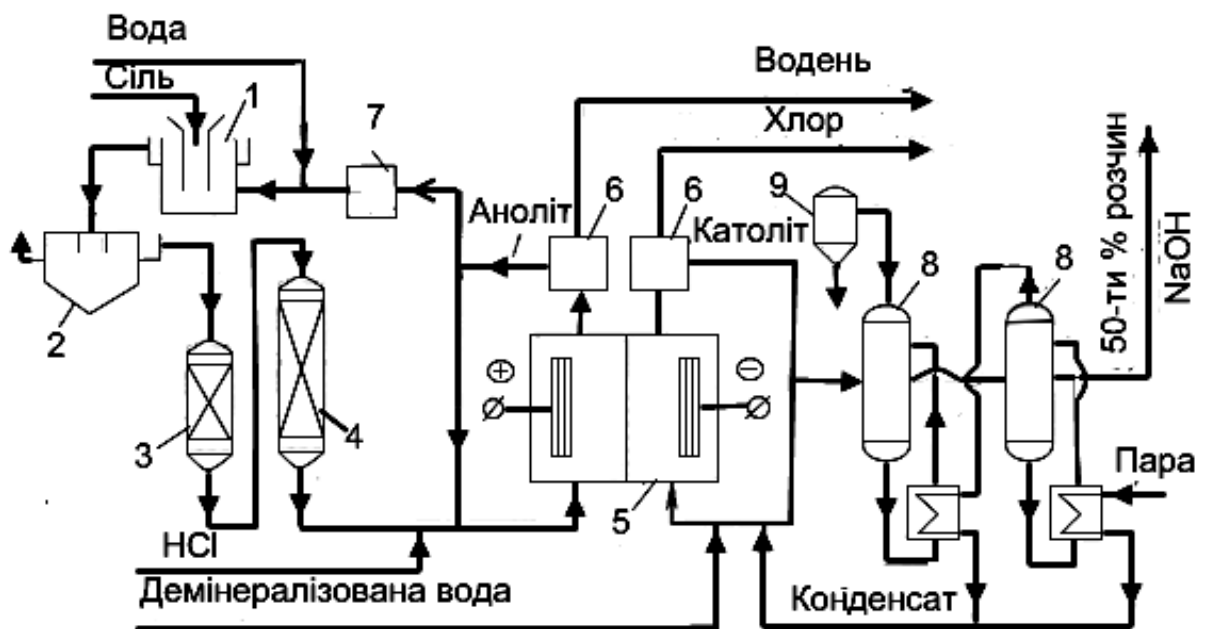 Вода
Сіль
1
7
Водень
Хлор
Аноліт
6
6
Католіт
9
8
8
50-ти % розчин
NaOH
2
3
4
+
−
5
Пара
HCl
Демінералізована вода
Конденсат